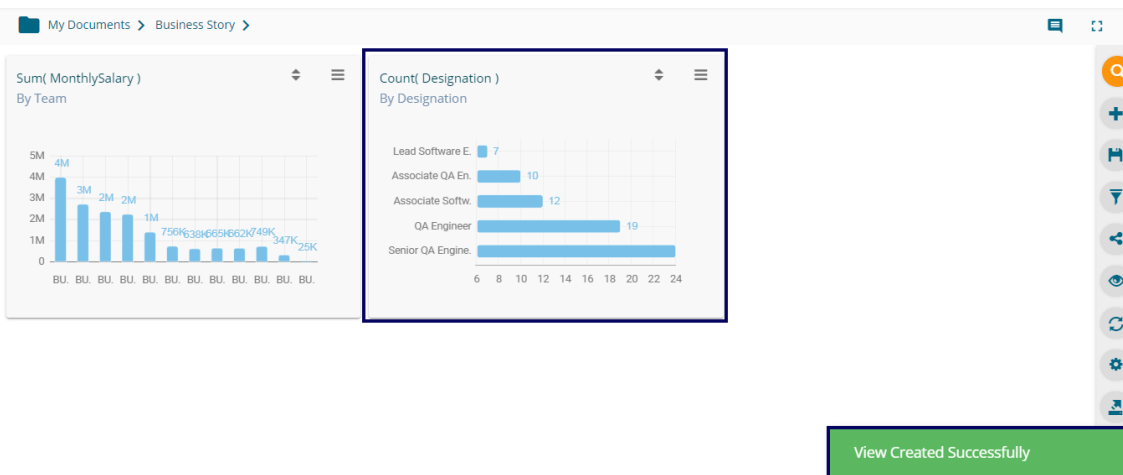 My Documents > Business Story >
Sum( MonthlySalary )
By Team
5M
4M
3M
2M
1M
0
4M
3M
2M
2M
1M
756K
638K
665K
662K
749K
347K
25K
BU. BU. BU. BU. BU. BU. BU. BU. BU. BU. BU. BU.
Count( Designation )
By Designation
Lead Software E. 7
Associate QA En. 10
Associate Softw. 12
QA Engineer 19
Senior QA Engine.
6 8 10 12 14 16 18 20 22 24
View Created Successfully